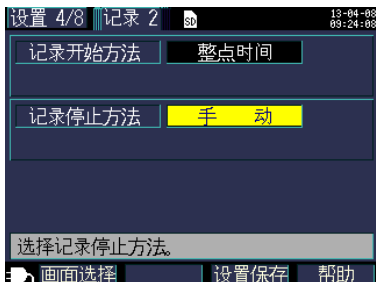 设置 4/8 记录 2 SD 13-04-08
09:24:08
记录开始方法 整点时间
记录停止方法 手 动
选择记录停止方法。
画面选择 设置保存 帮助